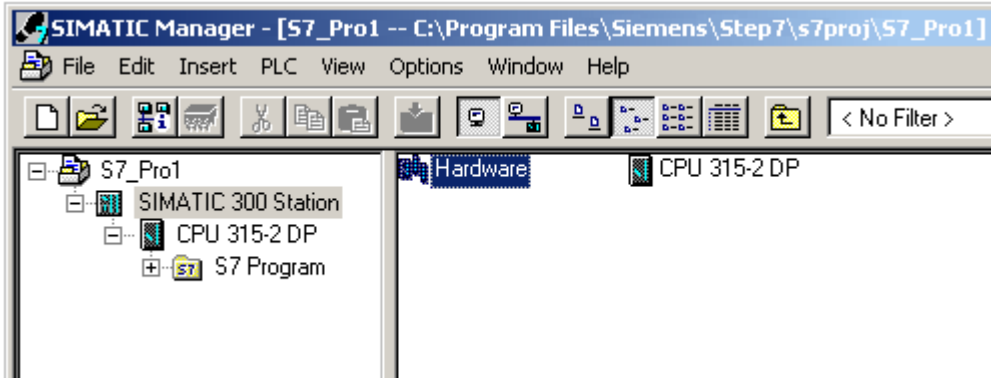 SIMATIC Manager - [S7_Pro1 -- C:\Program Files\Siemens\Step7\s7proj\S7_Pro1]
File Edit Insert PLC View Options Window Help
< No Filter >
S7_Pro1
SIMATIC 300 Station
CPU 315-2 DP
S7 Program
Hardware
CPU 315-2 DP